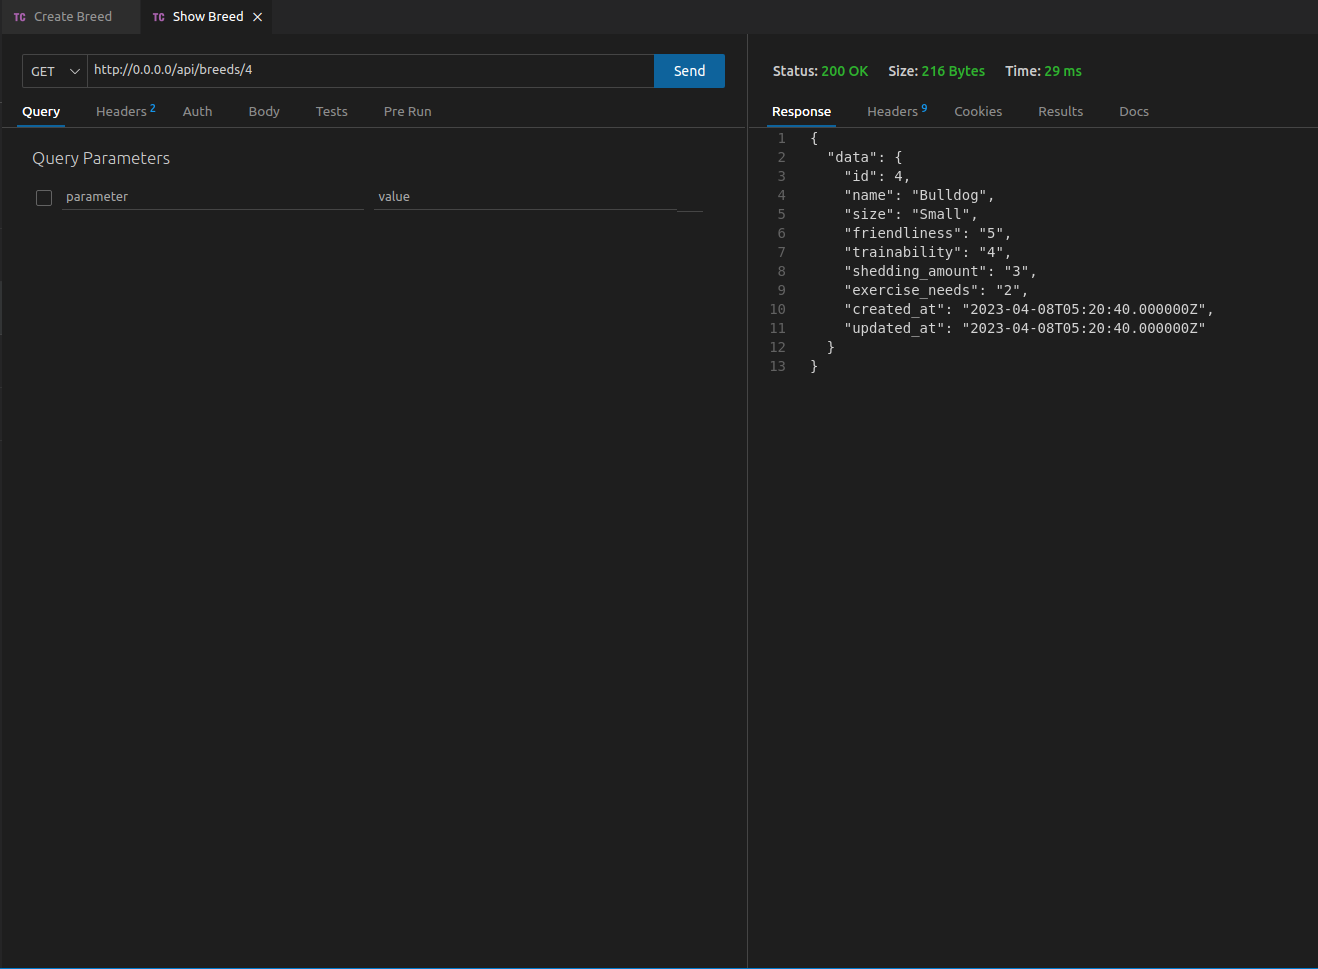 TC Create Breed TC Show Breed ×
GET http://0.0.0.0/api/breeds/4 Send
Query Headers 2 Auth Body Tests Pre Run
Query Parameters
parameter value
Status: 200 OK Size: 216 Bytes Time: 29 ms
Response Headers 9 Cookies Results Docs
1 {
2 "data": {
3 "id": 4,
4 "name": "Bulldog",
5 "size": "Small",
6 "friendliness": "5",
7 "trainability": "4",
8 "shedding_amount": "3",
9 "exercise_needs": "2",
10 "created_at": "2023-04-08T05:20:40.000000Z",
11 "updated_at": "2023-04-08T05:20:40.000000Z"
12 }
13 }